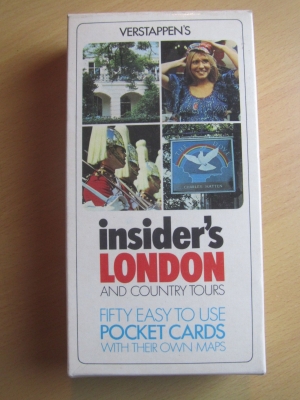 VERSTAPPEN'S
insider's
LONDON
AND COUNTRY TOURS
FIFTY EASY TO USE
POCKET CARDS
WITH THEIR OWN MAPS